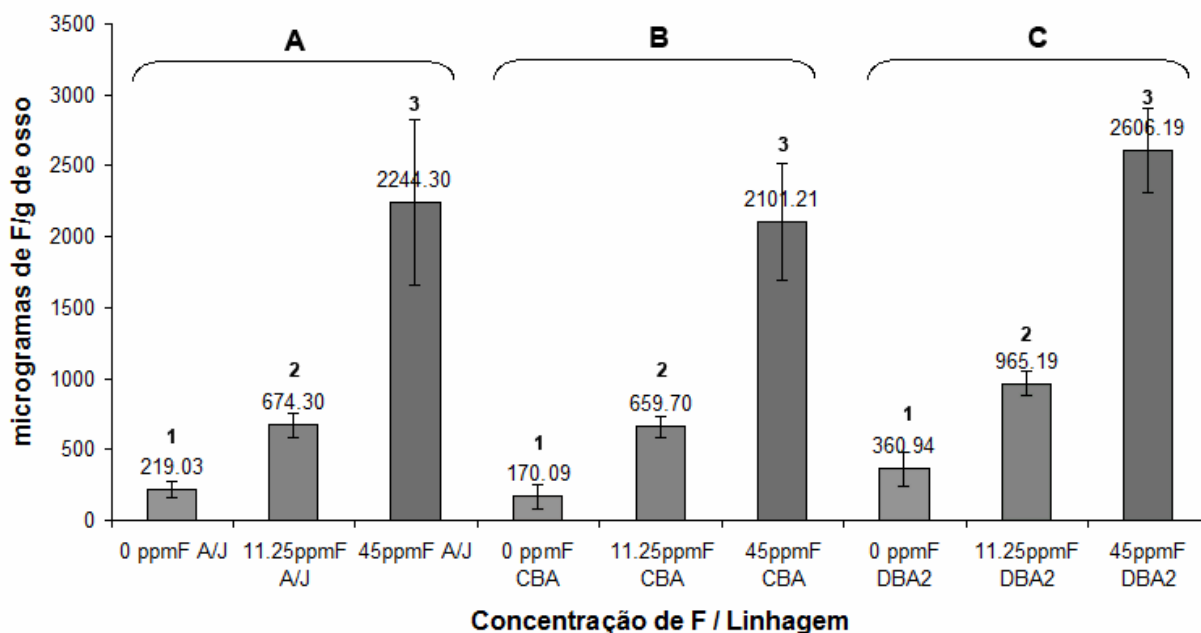 microgramas de F/g de osso
3500
3000
2500
2000
1500
1000
500
0
A
B
C
1
219.03
2
674.30
3
2244.30
1
170.09
2
659.70
3
2101.21
1
360.94
2
965.19
3
2606.19
0 ppmF A/J
11.25ppmF
A/J
45ppmF A/J
0 ppmF
CBA
11.25ppmF
CBA
45ppmF
CBA
0 ppmF
DBA2
11.25ppmF
DBA2
45ppmF
DBA2
Concentração de F / Linhagem